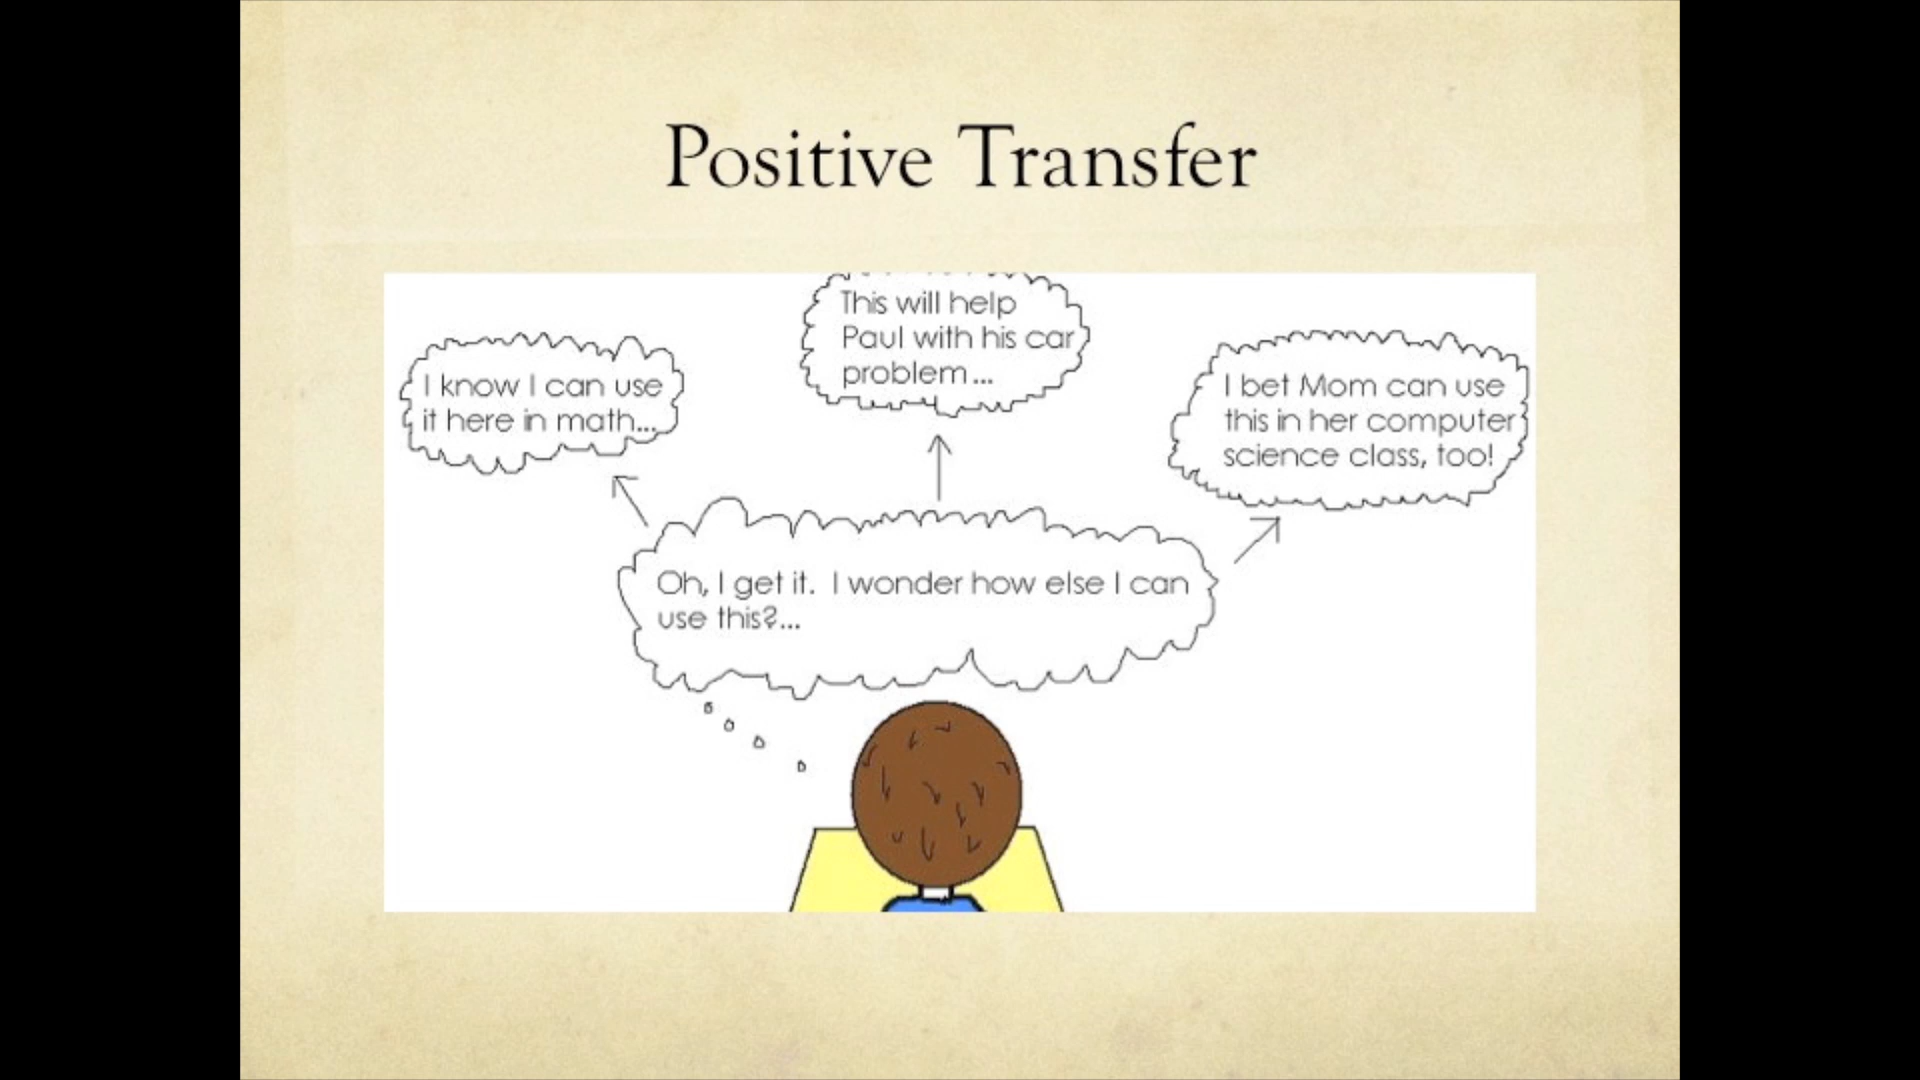 Positive Transfer
This will help
Paul with his car
problem...
I know I can use
it here in math...
I bet Mom can use
this in her computer
science class, too!
Oh, I get it. I wonder how else I can
use this?...